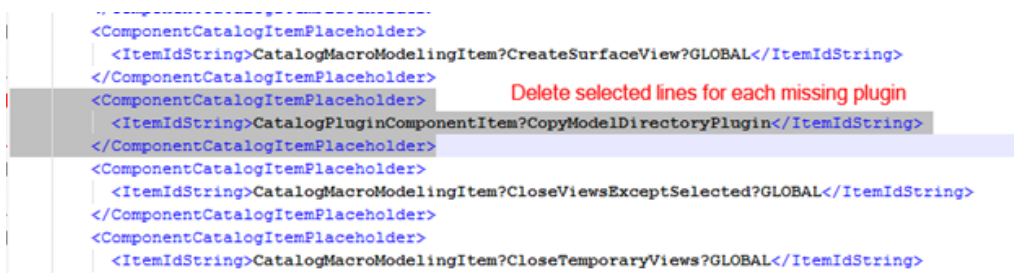 </ComponentCatalogItemPlaceholder>
<ComponentCatalogItemPlaceholder>
<ItemIdString>CatalogMacroModelingItem?CreateSurfaceView?GLOBAL</ItemIdString>
</ComponentCatalogItemPlaceholder>
<ComponentCatalogItemPlaceholder>
Delete selected lines for each missing plugin
<ItemIdString>CatalogPluginComponentItem?CopyModelDirectoryPlugin</ItemIdString>
</ComponentCatalogItemPlaceholder>
<ComponentCatalogItemPlaceholder>
<ItemIdString>CatalogMacroModelingItem?CloseViewsExceptSelected?GLOBAL</ItemIdString>
</ComponentCatalogItemPlaceholder>
<ComponentCatalogItemPlaceholder>
<ItemIdString>CatalogMacroModelingItem?CloseTemporaryViews?GLOBAL</ItemIdString>